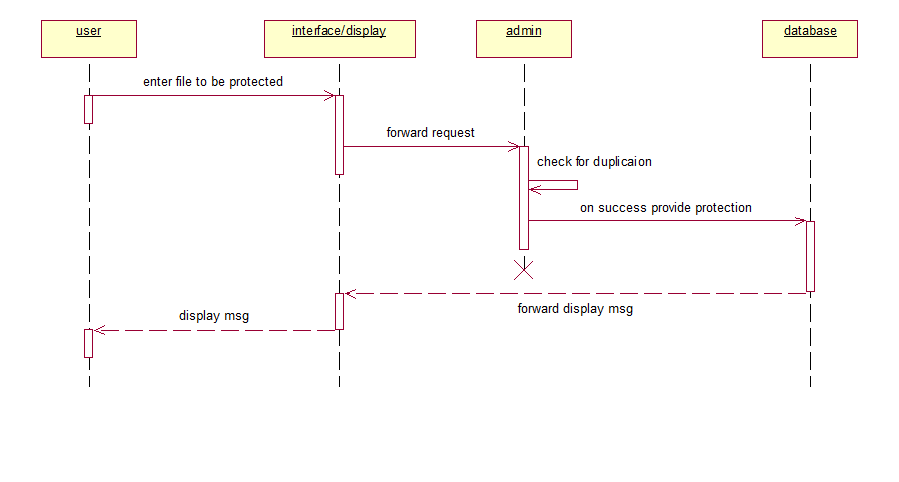 user
interface/display
admin
database
enter file to be protected
forward request
check for duplicaion
on success provide protection
forward display msg
display msg